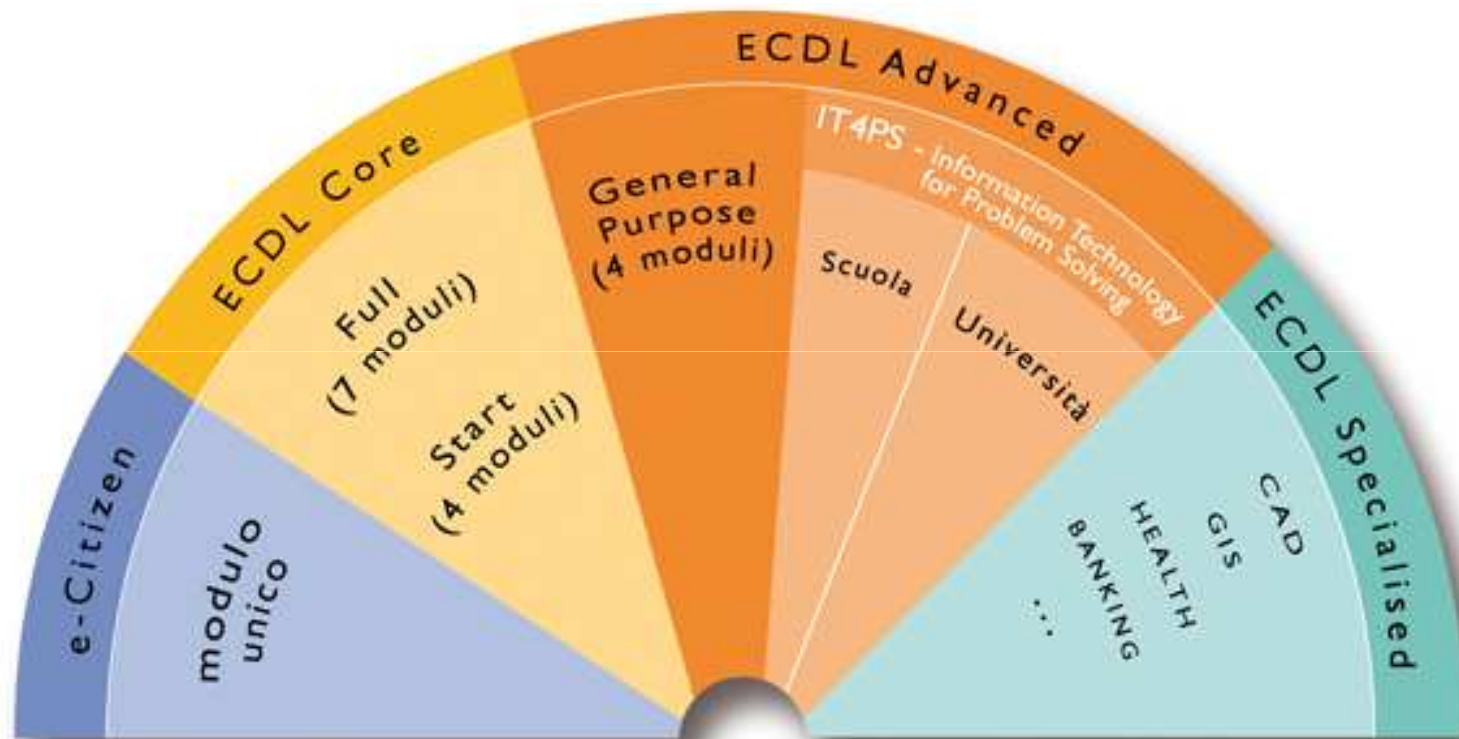 e-Citizen
modulo
unico
ECDL Core
Full
(7 moduli)
Start
(4 moduli)
ECDL Advanced
General
Purpose
(4 moduli)
IT4PS - Information Technology
for Problem Solving
Scuola
Università
ECDL Specialised
CAD
GIS
HEALTH
BANKING
...